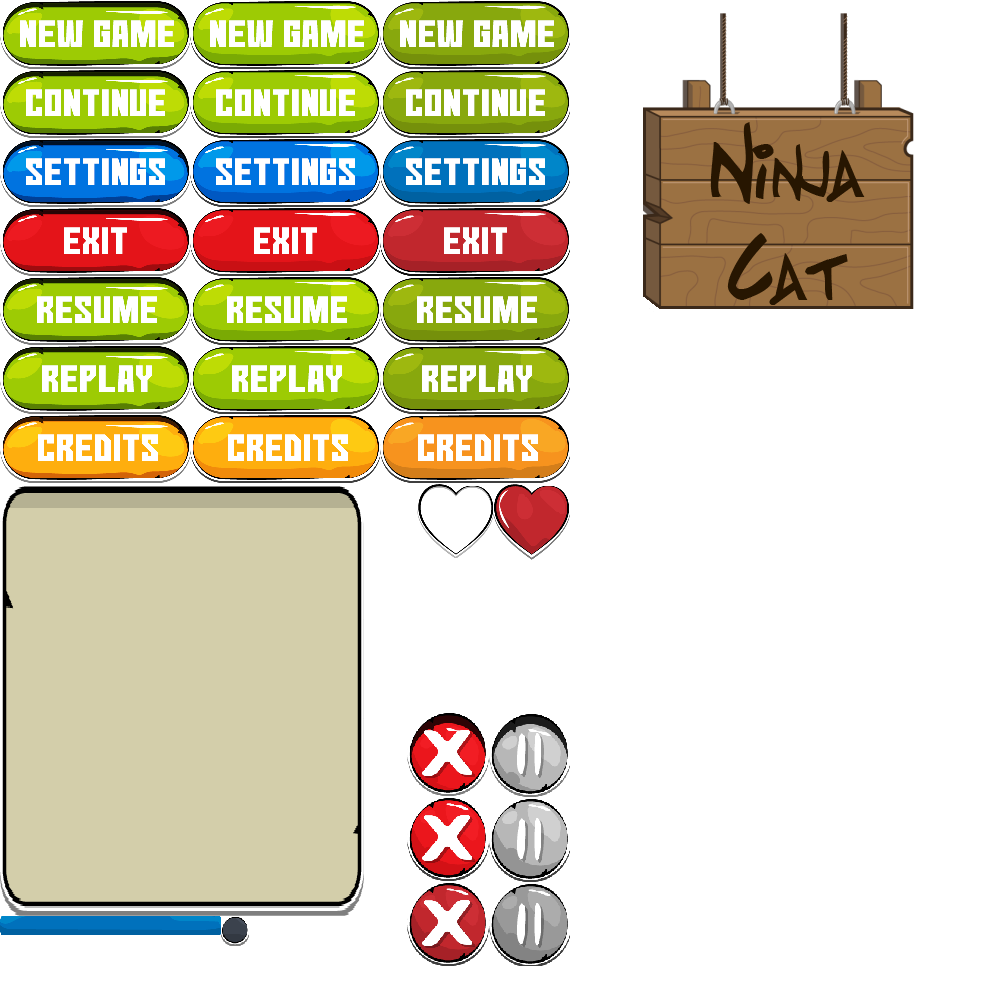 NEW GAME NEW GAME NEW GAME
CONTINUE CONTINUE CONTINUE
SETTINGS SETTINGS SETTINGS
EXIT EXIT EXIT
RESUME RESUME RESUME
REPLAY REPLAY REPLAY
CREDITS CREDITS CREDITS
NiNJA
CAT